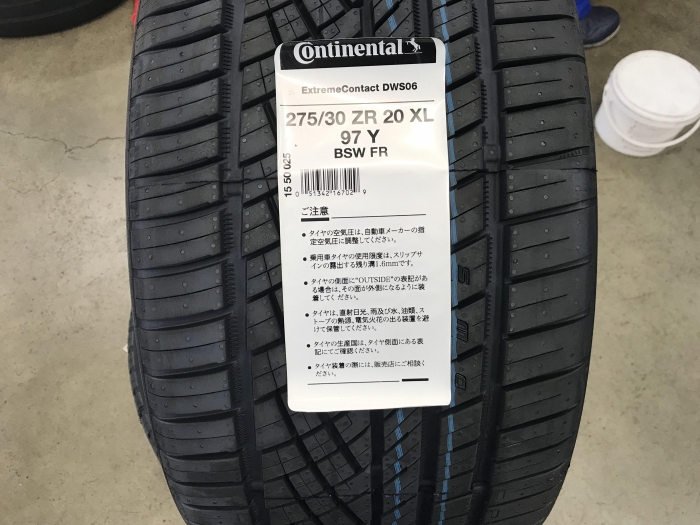 Continental
ExtremeContact DWS06
275/30 ZR 20 XL
97 Y
BSW FR
15 50 025
0 51342 16702 9
ご注意
● タイヤの空気圧は、自動車メーカーの指
定空気圧に調整してください。
● 乗用車タイヤの使用限度は、スリップサ
インの露出する残り溝1.6mmです。
● タイヤの側面に"OUTSIDE"の表記があ
る場合は、その面が外側になるように装
着してください。
● タイヤは、直射日光、雨及び水、油類、ス
トーブの熱源、電気火花の出る装置を避
けて保管してください。
● タイヤの生産国は、タイヤ側面にある表
記にてご確認ください。
● タイヤ装着の際には、販売店にご相談く
ださい。